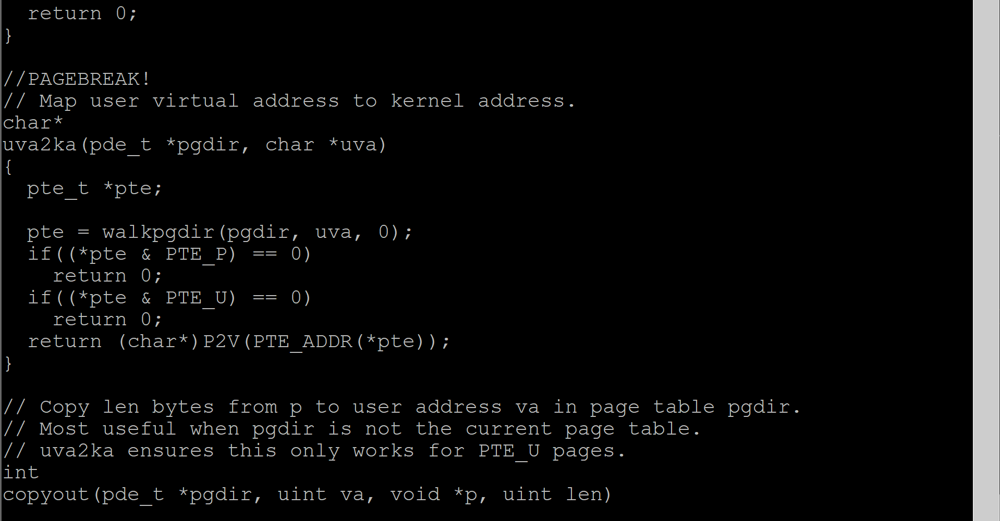 return 0;
}

//PAGEBREAK!
// Map user virtual address to kernel address.
char*
uva2ka(pde_t *pgdir, char *uva)
{
  pte_t *pte;

  pte = walkpgdir(pgdir, uva, 0);
  if((*pte & PTE_P) == 0)
    return 0;
  if((*pte & PTE_U) == 0)
    return 0;
  return (char*)P2V(PTE_ADDR(*pte));
}

// Copy len bytes from p to user address va in page table pgdir.
// Most useful when pgdir is not the current page table.
// uva2ka ensures this only works for PTE_U pages.
int
copyout(pde_t *pgdir, uint va, void *p, uint len)